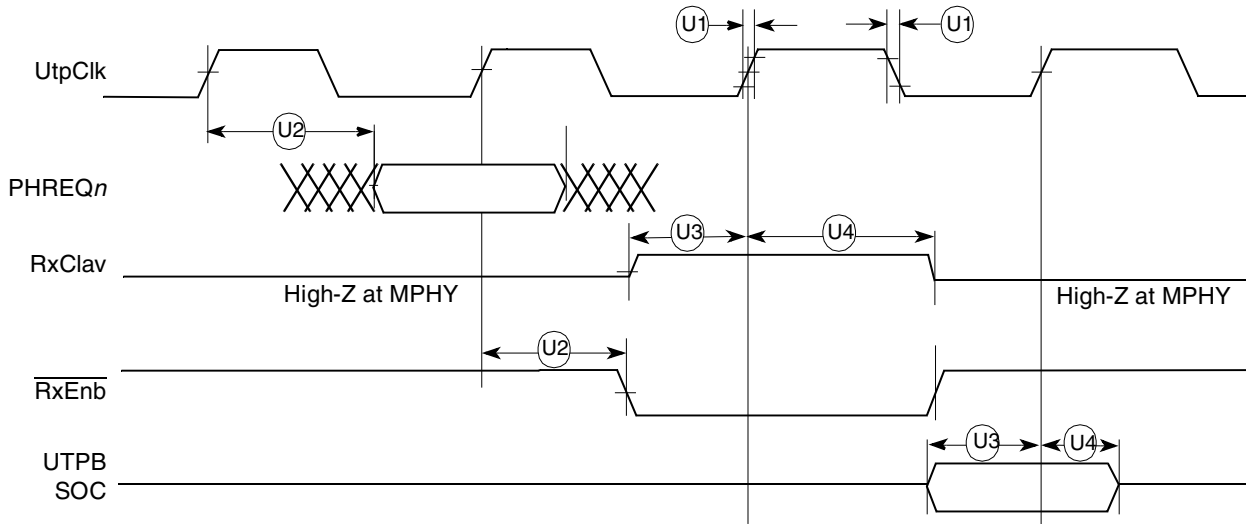 U1
U1
UtpClk
U2
PHREQn
U3
U4
RxClav
High-Z at MPHY
High-Z at MPHY
U2
RxEnb
U3
U4
UTPB
SOC